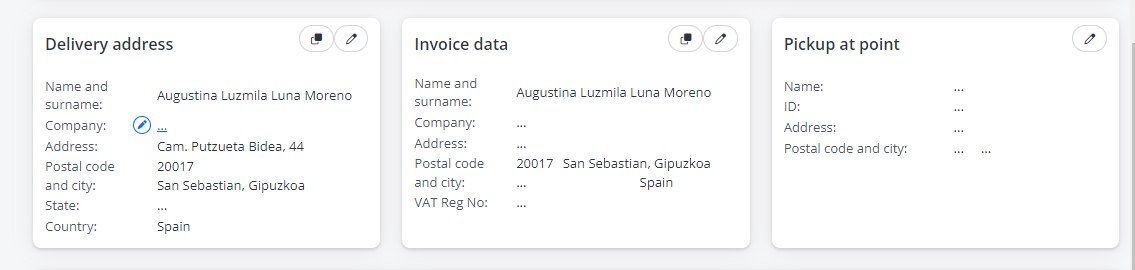 Delivery address
Name and
surname:
Augustina Luzmila Luna Moreno
Company:
...
Address:
Cam. Putzueta Bidea, 44
Postal code
and city:
20017
San Sebastian, Gipuzkoa
State:
...
Country:
Spain
Invoice data
Name and
surname:
Augustina Luzmila Luna Moreno
Company:
...
Address:
...
Postal code
and city:
20017 San Sebastian, Gipuzkoa
... Spain
VAT Reg No:
...
Pickup at point
Name:
...
ID:
...
Address:
...
Postal code and city:
... ...